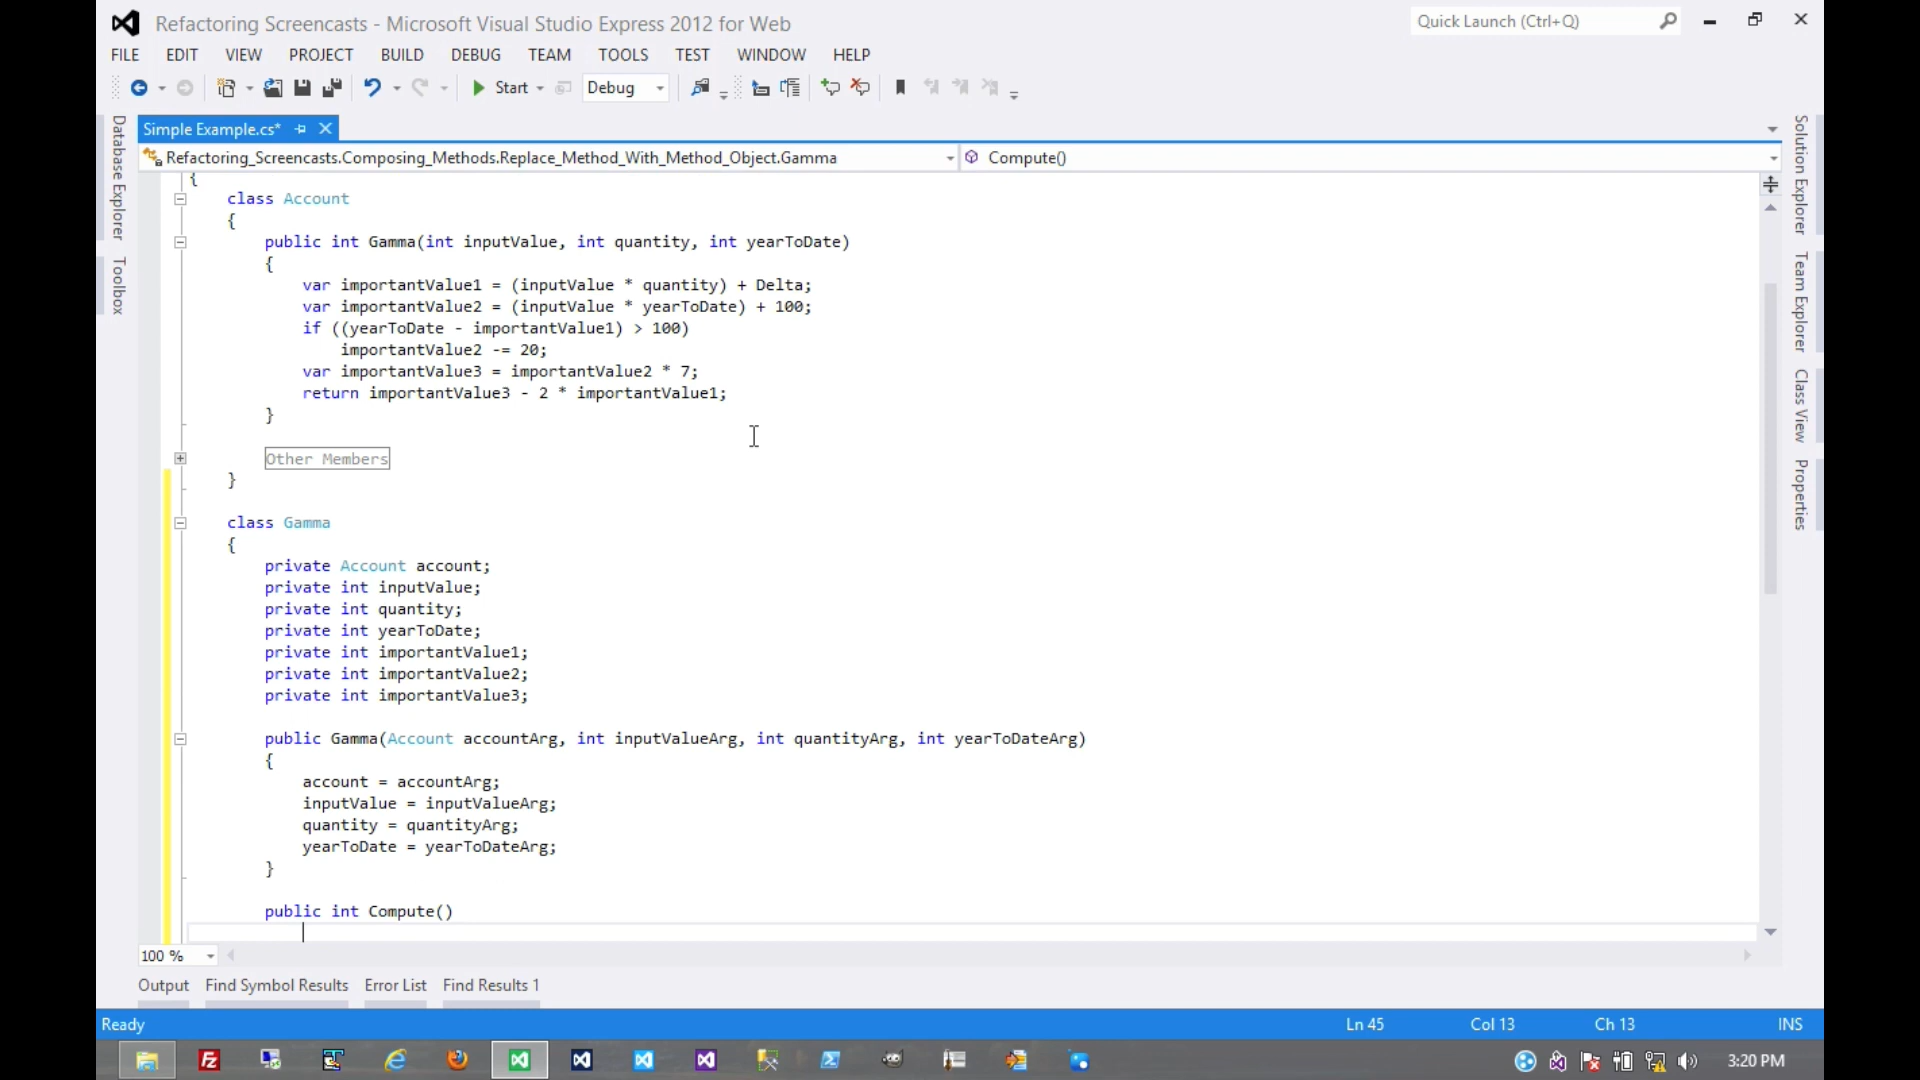 Refactoring Screencasts - Microsoft Visual Studio Express 2012 for Web
Quick Launch (Ctrl+Q)
FILE EDIT VIEW PROJECT BUILD DEBUG TEAM TOOLS TEST WINDOW HELP
Start Debug
Database Explorer
Toolbox
Simple Example.cs*
Refactoring_Screencasts.Composing_Methods.Replace_Method_With_Method_Object.Gamma
Compute()
{
class Account
{
public int Gamma(int inputValue, int quantity, int yearToDate)
{
var importantValue1 = (inputValue * quantity) + Delta;
var importantValue2 = (inputValue * yearToDate) + 100;
if ((yearToDate - importantValue1) > 100)
importantValue2 -= 20;
var importantValue3 = importantValue2 * 7;
return importantValue3 - 2 * importantValue1;
}
Other Members
}
class Gamma
{
private Account account;
private int inputValue;
private int quantity;
private int yearToDate;
private int importantValue1;
private int importantValue2;
private int importantValue3;
public Gamma(Account accountArg, int inputValueArg, int quantityArg, int yearToDateArg)
{
account = accountArg;
inputValue = inputValueArg;
quantity = quantityArg;
yearToDate = yearToDateArg;
}
public int Compute()
Solution Explorer
Team Explorer
Class View
Properties
100 %
Output Find Symbol Results Error List Find Results 1
Ready Ln 45 Col 13 Ch 13 INS
3:20 PM